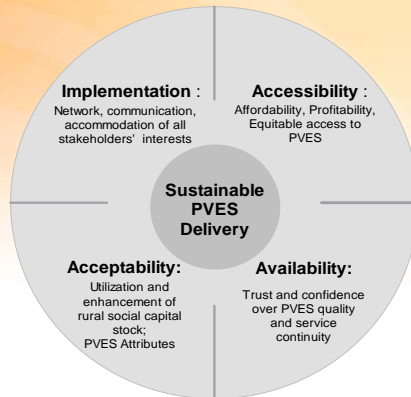 Implementation :
Network, communication,
accommodation of all
stakeholders' interests
Accessibility :
Affordability, Profitability,
Equitable access to
PVES
Sustainable
PVES
Delivery
Acceptability:
Utilization and
enhancement of
rural social capital
stock;
PVES Attributes
Availability:
Trust and confidence
over PVES quality
and service
continuity